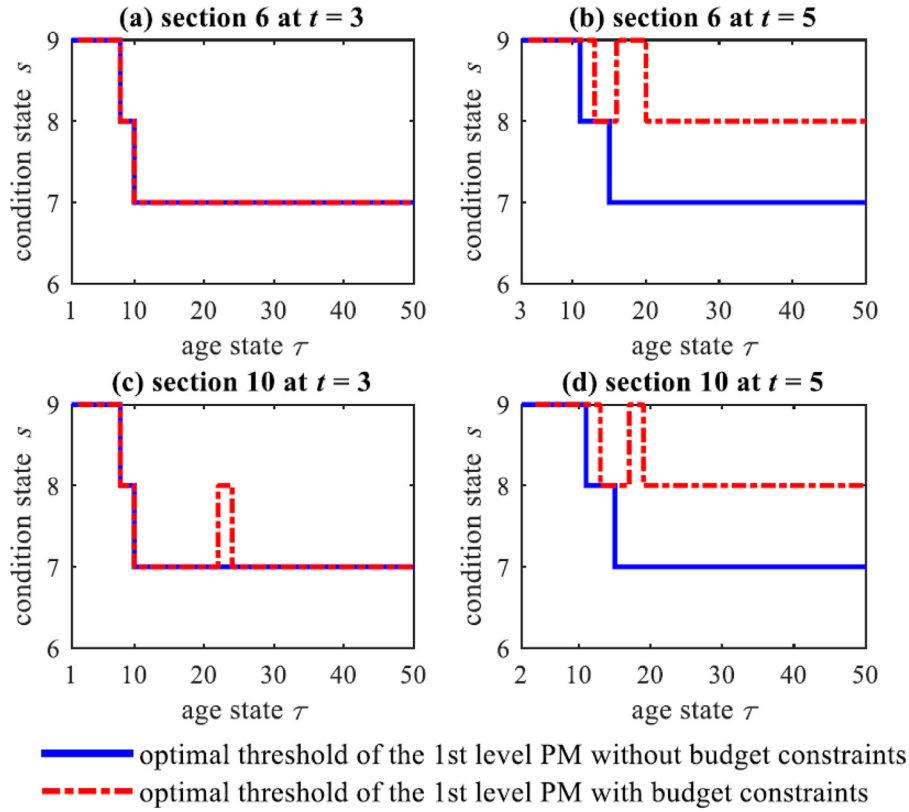 (a) section 6 at t = 3
9
8
7
6
condition state s
1 10 20 30 40 50
age state τ
(b) section 6 at t = 5
9
8
7
6
condition state s
3 10 20 30 40 50
age state τ
(c) section 10 at t = 3
9
8
7
6
condition state s
1 10 20 30 40 50
age state τ
(d) section 10 at t = 5
9
8
7
6
condition state s
2 10 20 30 40 50
age state τ
optimal threshold of the 1st level PM without budget constraints
optimal threshold of the 1st level PM with budget constraints